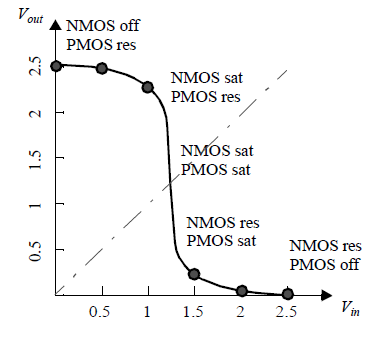 Vout
NMOS off
PMOS res
2.5
NMOS sat
PMOS res
2
NMOS sat
PMOS sat
1.5
1
NMOS res
PMOS sat
0.5
NMOS res
PMOS off
0.5 1 1.5 2 2.5 Vin